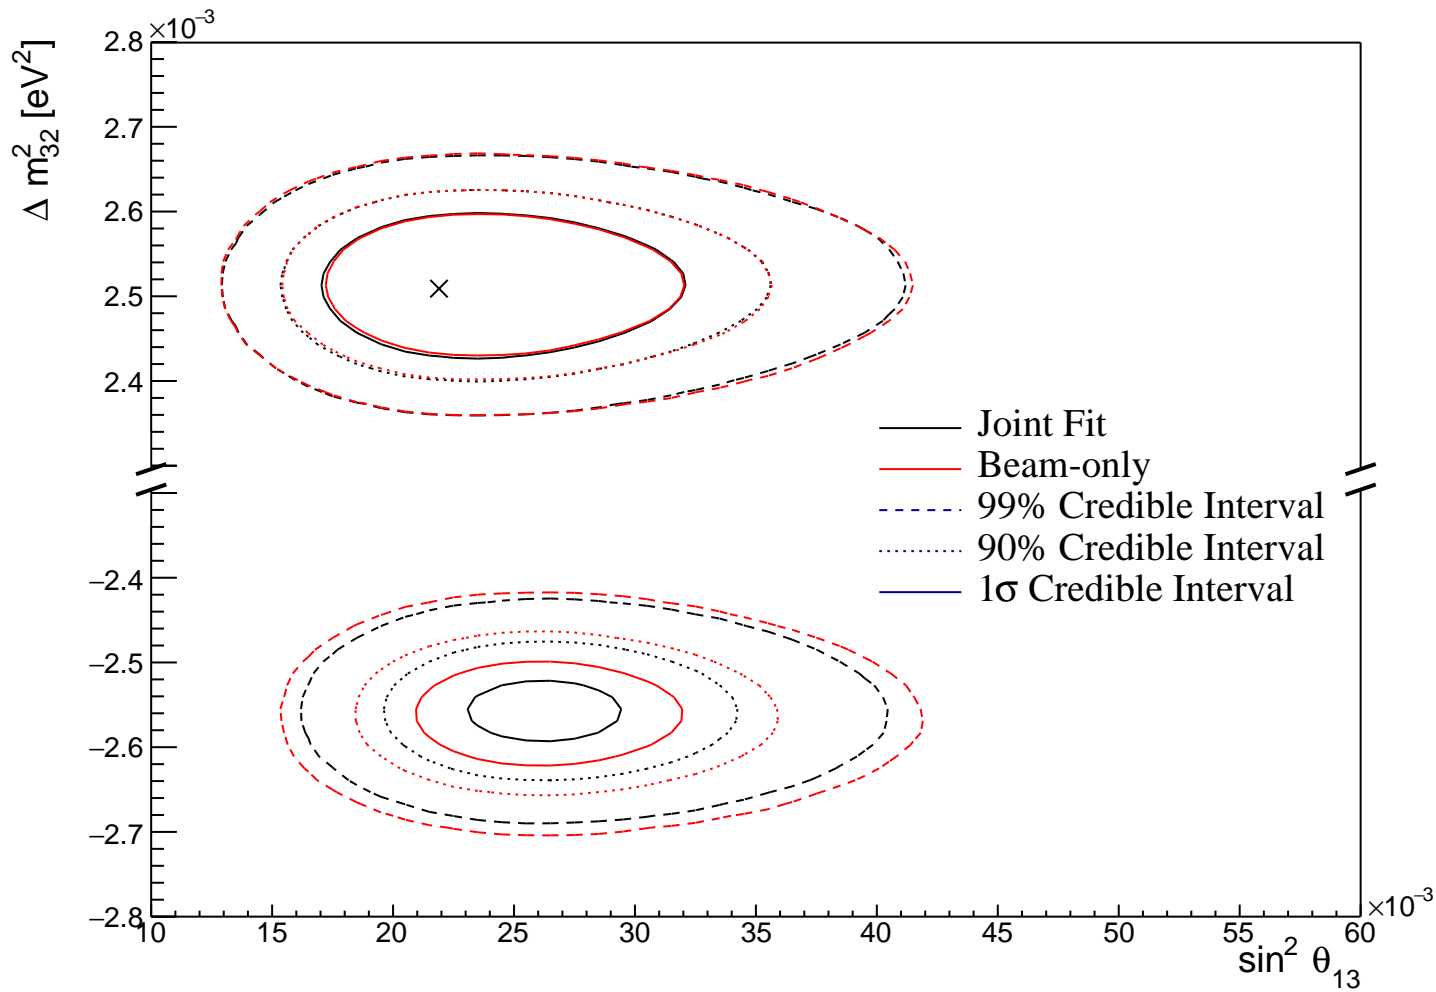 ×10⁻³
Δ m²₃₂ [eV²]
2.8
2.7
2.6
2.5
2.4
Joint Fit
Beam-only
99% Credible Interval
90% Credible Interval
1σ Credible Interval
−2.4
−2.5
−2.6
−2.7
−2.8
10 15 20 25 30 35 40 45 50 55 60
×10⁻³
sin² θ₁₃